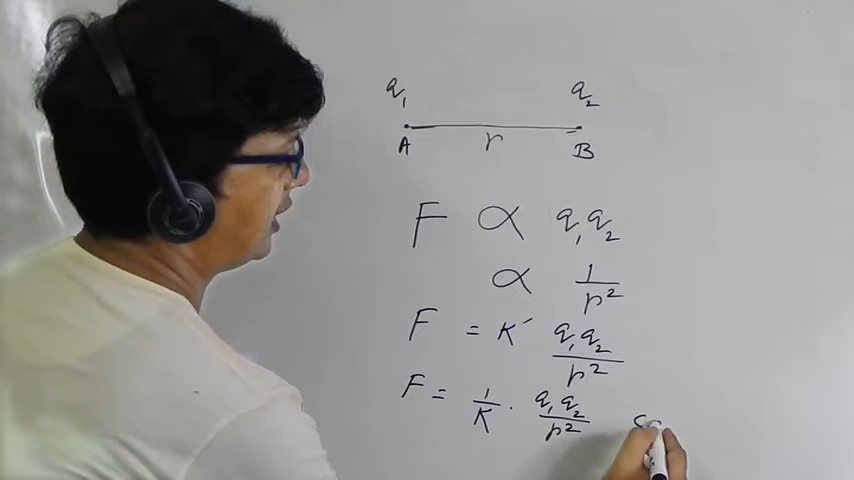 q₁ q₂
A r B
F ∝ q₁q₂
∝ 1/r²
F = K′ q₁q₂/r²
F = 1/K · q₁q₂/r²